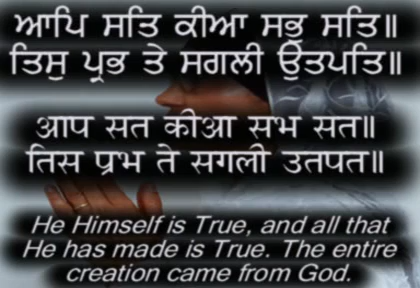 ਆਪਿ ਸਤਿ ਕੀਆ ਸਭੁ ਸਤਿ॥
ਤਿਸੁ ਪ੍ਰਭ ਤੇ ਸਗਲੀ ਉਤਪਤਿ॥
आप सत कीआ सभ सत॥
तिस प्रभ ते सगली उतपत॥
He Himself is True, and all that
He has made is True. The entire
creation came from God.